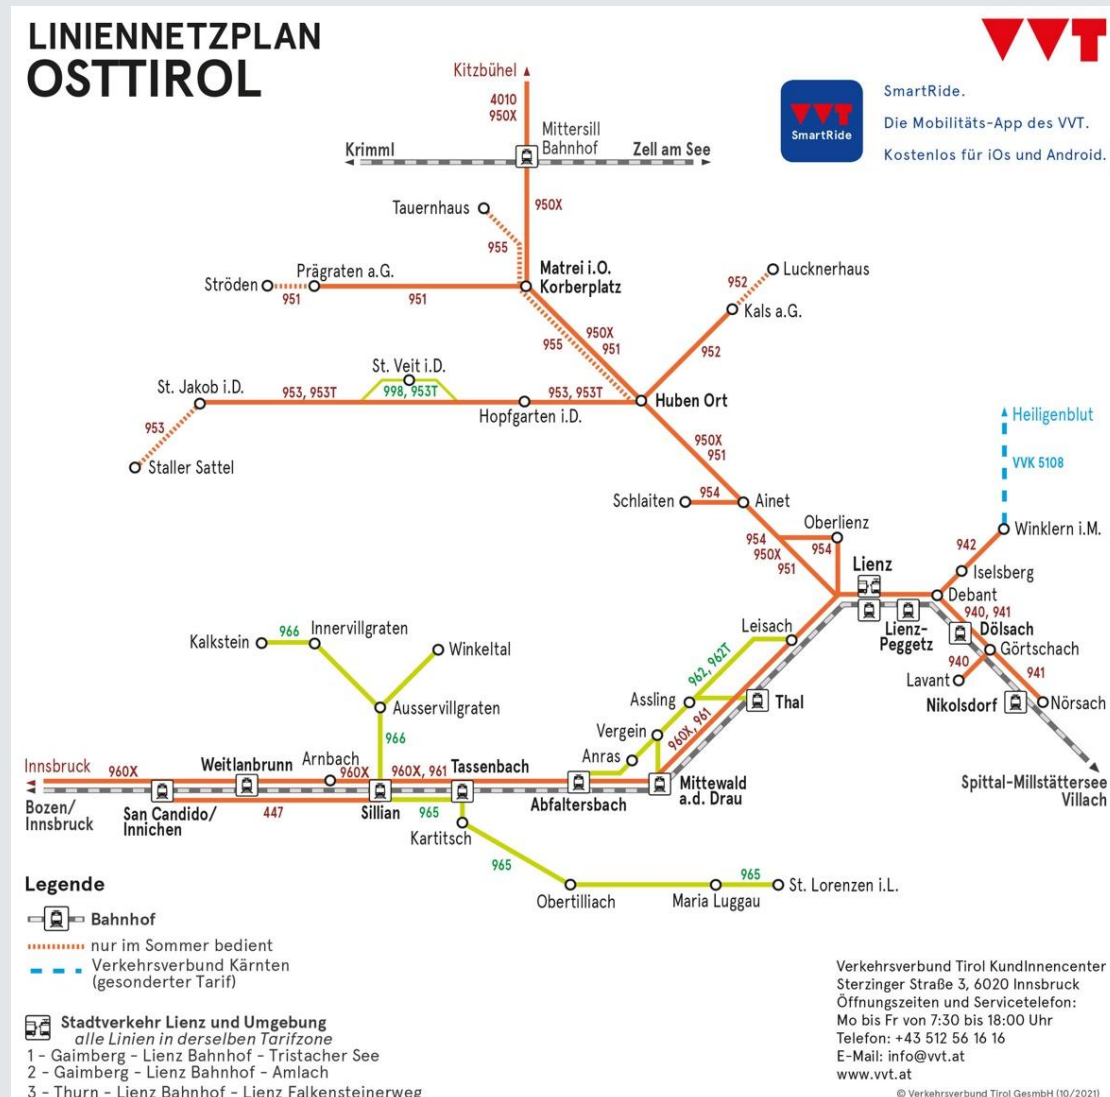 LINIENNETZPLAN
OSTTIROL
VVT
VVT
SmartRide
SmartRide.
Die Mobilitäts-App des VVT.
Kostenlos für iOs und Android.
Kitzbühel
4010
950X
Mittersill
Bahnhof
Krimml
Zell am See
950X
Tauernhaus
955
Matrei i.O.
Korberplatz
Prägraten a.G.
Ströden
951
951
Lucknerhaus
952
Kals a.G.
952
950X
951
955
St. Veit i.D.
998, 953T
St. Jakob i.D.
953, 953T
953, 953T
Hopfgarten i.D.
Huben Ort
953
Staller Sattel
950X
951
Heiligenblut
VVK 5108
Schlaiten
954
Ainet
Oberlienz
954
954
950X
951
Winklern i.M.
942
Iselsberg
Lienz
Debant
940, 941
Lienz-
Peggetz
Dölsach
Görtschach
940
941
Lavant
Nikolsdorf
Nörsach
Spittal-Millstättersee
Villach
Leisach
962, 962T
Assling
Thal
Vergein
960X, 961
Anras
Kalkstein
966
Innervillgraten
Winkeltal
Ausservillgraten
966
Innsbruck
960X
Weitlanbrunn
Arnbach
960X
960X, 961
Tassenbach
Mittewald
a.d. Drau
Abfaltersbach
Bozen/
Innsbruck
San Candido/
Innichen
447
Sillian
965
Kartitsch
965
Obertilliach
Maria Luggau
965
St. Lorenzen i.L.
Legende
Bahnhof
nur im Sommer bedient
Verkehrsverbund Kärnten
(gesonderter Tarif)
Stadtverkehr Lienz und Umgebung
alle Linien in derselben Tarifzone
1 - Gaimberg - Lienz Bahnhof - Tristacher See
2 - Gaimberg - Lienz Bahnhof - Amlach
3 - Thurn - Lienz Bahnhof - Lienz Falkensteinerweg
Verkehrsverbund Tirol KundInnencenter
Sterzinger Straße 3, 6020 Innsbruck
Öffnungszeiten und Servicetelefon:
Mo bis Fr von 7:30 bis 18:00 Uhr
Telefon: +43 512 56 16 16
E-Mail: info@vvt.at
www.vvt.at
© Verkehrsverbund Tirol GesmbH (10/2021)